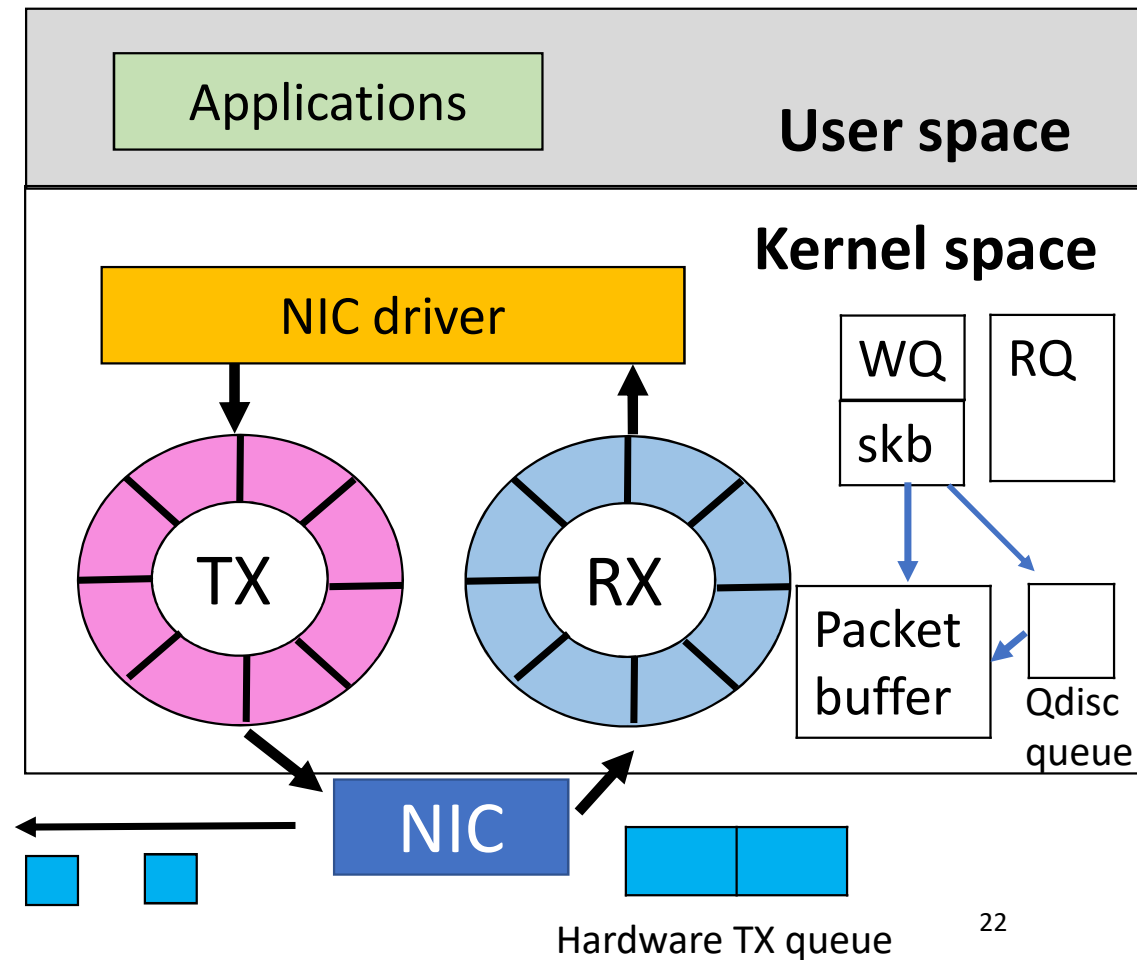 Applications
User space
Kernel space
NIC driver
WQ
RQ
skb
TX
RX
Packet
buffer
Qdisc
queue
NIC
Hardware TX queue
22